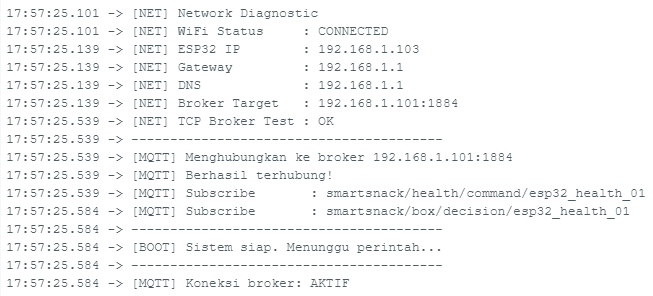 17:57:25.101 -> [NET] Network Diagnostic
17:57:25.101 -> [NET] WiFi Status     : CONNECTED
17:57:25.139 -> [NET] ESP32 IP        : 192.168.1.103
17:57:25.139 -> [NET] Gateway         : 192.168.1.1
17:57:25.139 -> [NET] DNS             : 192.168.1.1
17:57:25.139 -> [NET] Broker Target   : 192.168.1.101:1884
17:57:25.539 -> [NET] TCP Broker Test : OK
17:57:25.539 -> ----------------------------------------
17:57:25.539 -> [MQTT] Menghubungkan ke broker 192.168.1.101:1884
17:57:25.539 -> [MQTT] Berhasil terhubung!
17:57:25.539 -> [MQTT] Subscribe       : smartsnack/health/command/esp32_health_01
17:57:25.584 -> [MQTT] Subscribe       : smartsnack/box/decision/esp32_health_01
17:57:25.584 -> ----------------------------------------
17:57:25.584 -> [BOOT] Sistem siap. Menunggu perintah...
17:57:25.584 -> ----------------------------------------
17:57:25.584 -> [MQTT] Koneksi broker: AKTIF